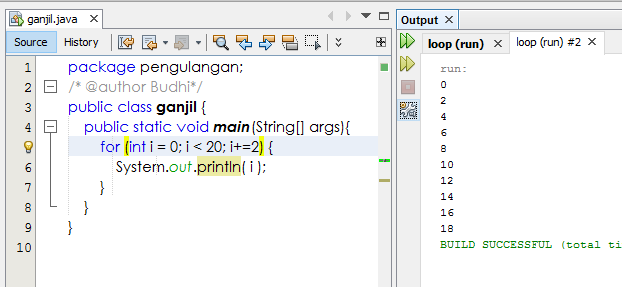 ganjil.java
Source History
1 package pengulangan;
2 /* @author Budhi*/
3 public class ganjil {
4 public static void main(String[] args){
for (int i = 0; i < 20; i+=2) {
6 System.out.println( i );
7 }
8 }
9 }
10
Output
loop (run) loop (run) #2
run:
0
2
4
6
8
10
12
14
16
18
BUILD SUCCESSFUL (total ti